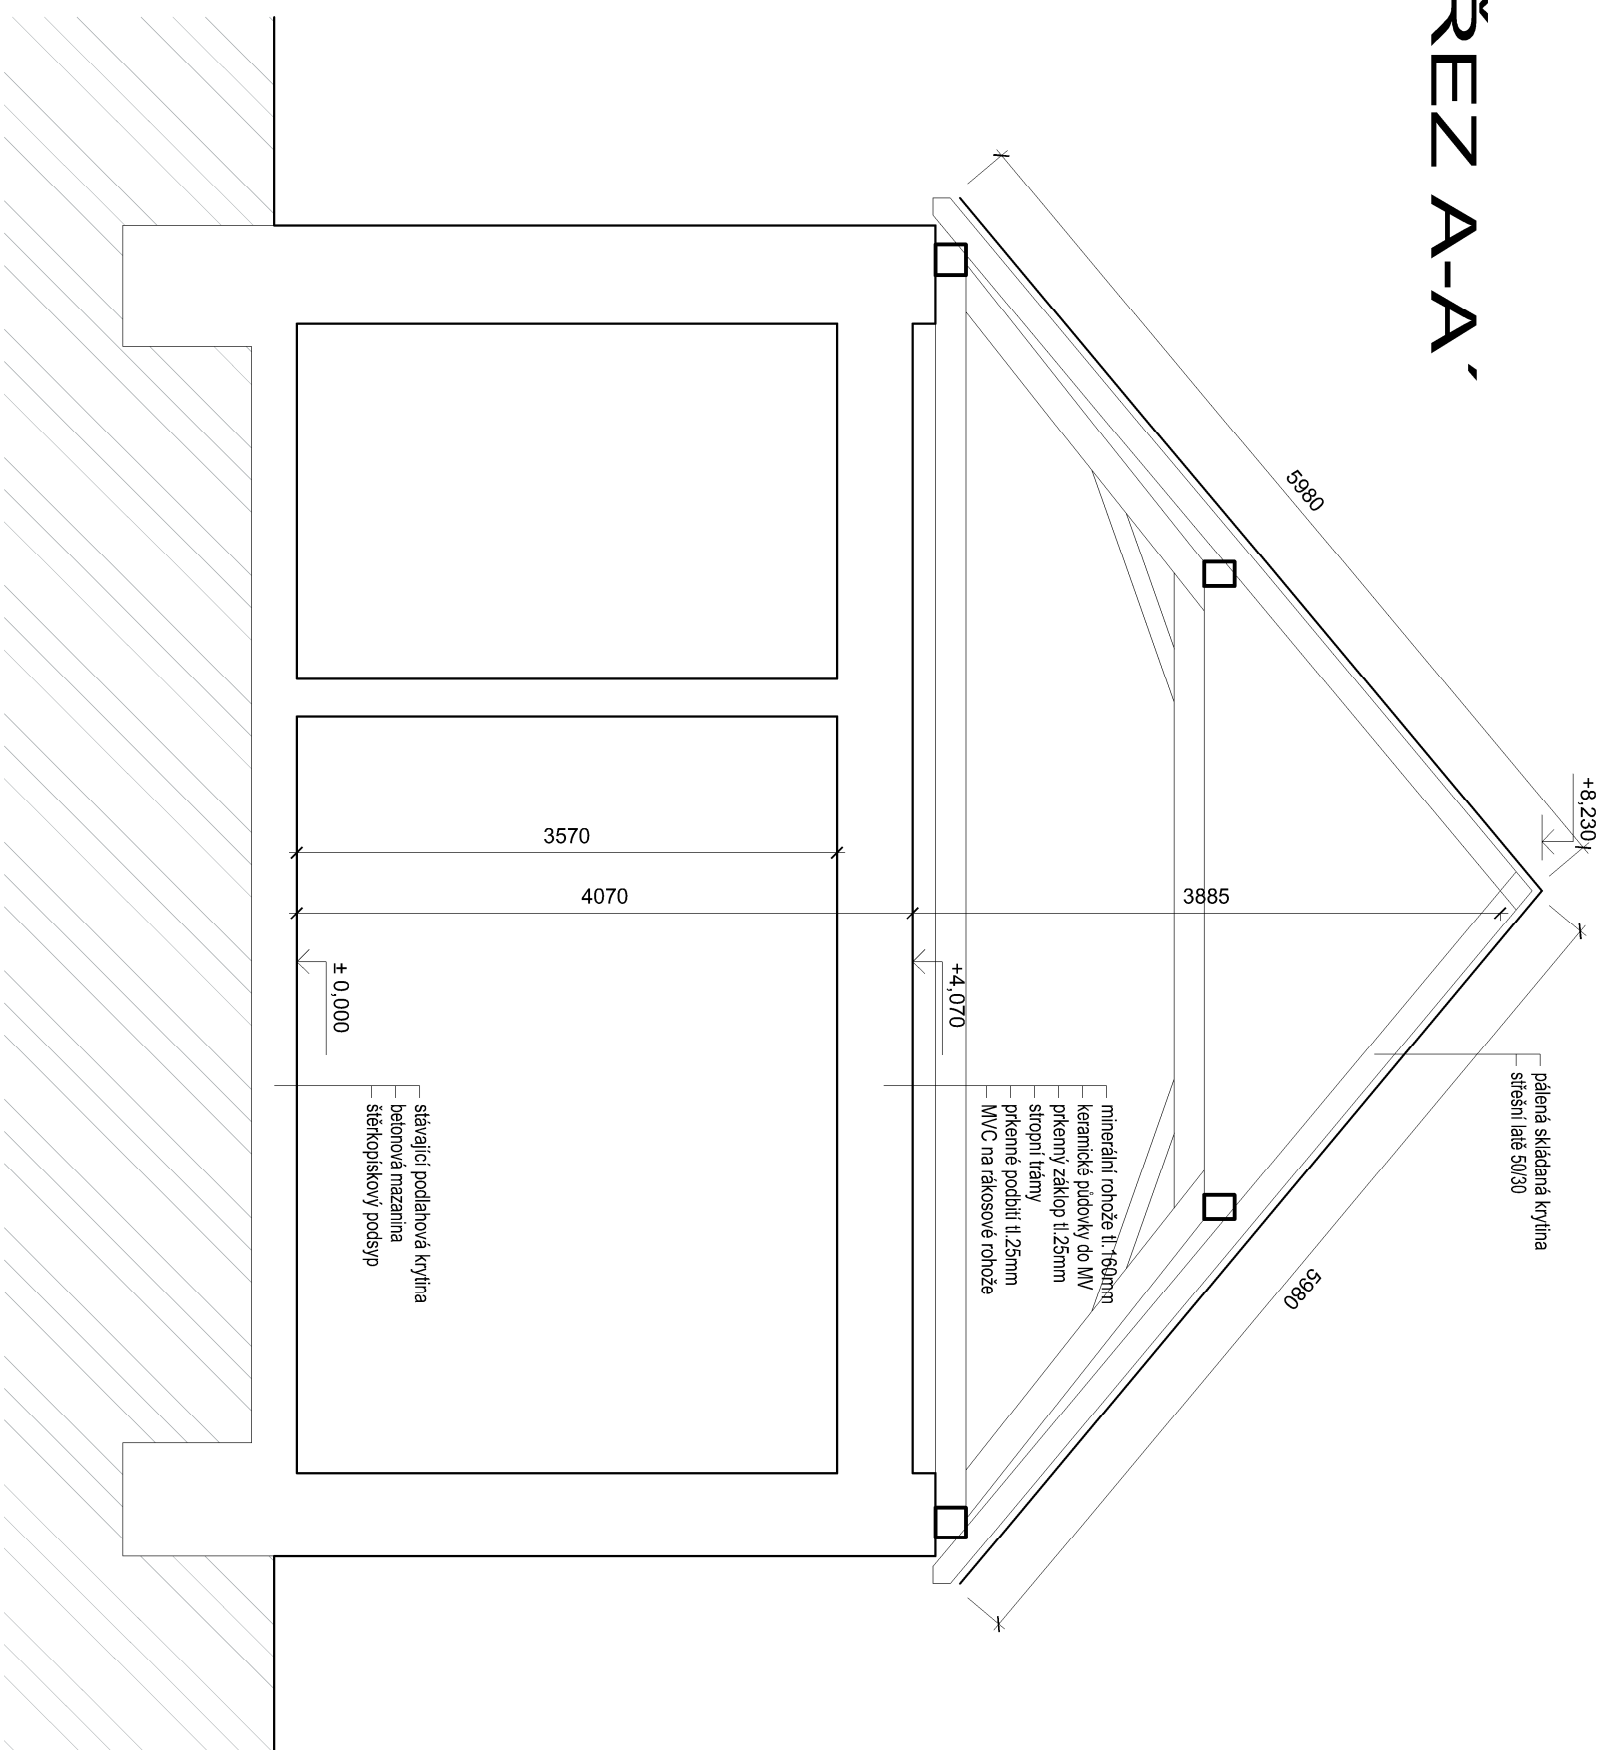 ŘEZ A-A´
+8,230
5980
5980
pálená skládaná krytina
střešní latě 50/30
3885
+4,070
minerální rohože tl.160mm
keramické půdovky do MV
prkenný záklop tl.25mm
stropní trámy
prkenné podbití tl.25mm
MVC na rákosové rohože
3570
4070
± 0,000
stávající podlahová krytina
betonová mazanina
štěrkopískový podsyp